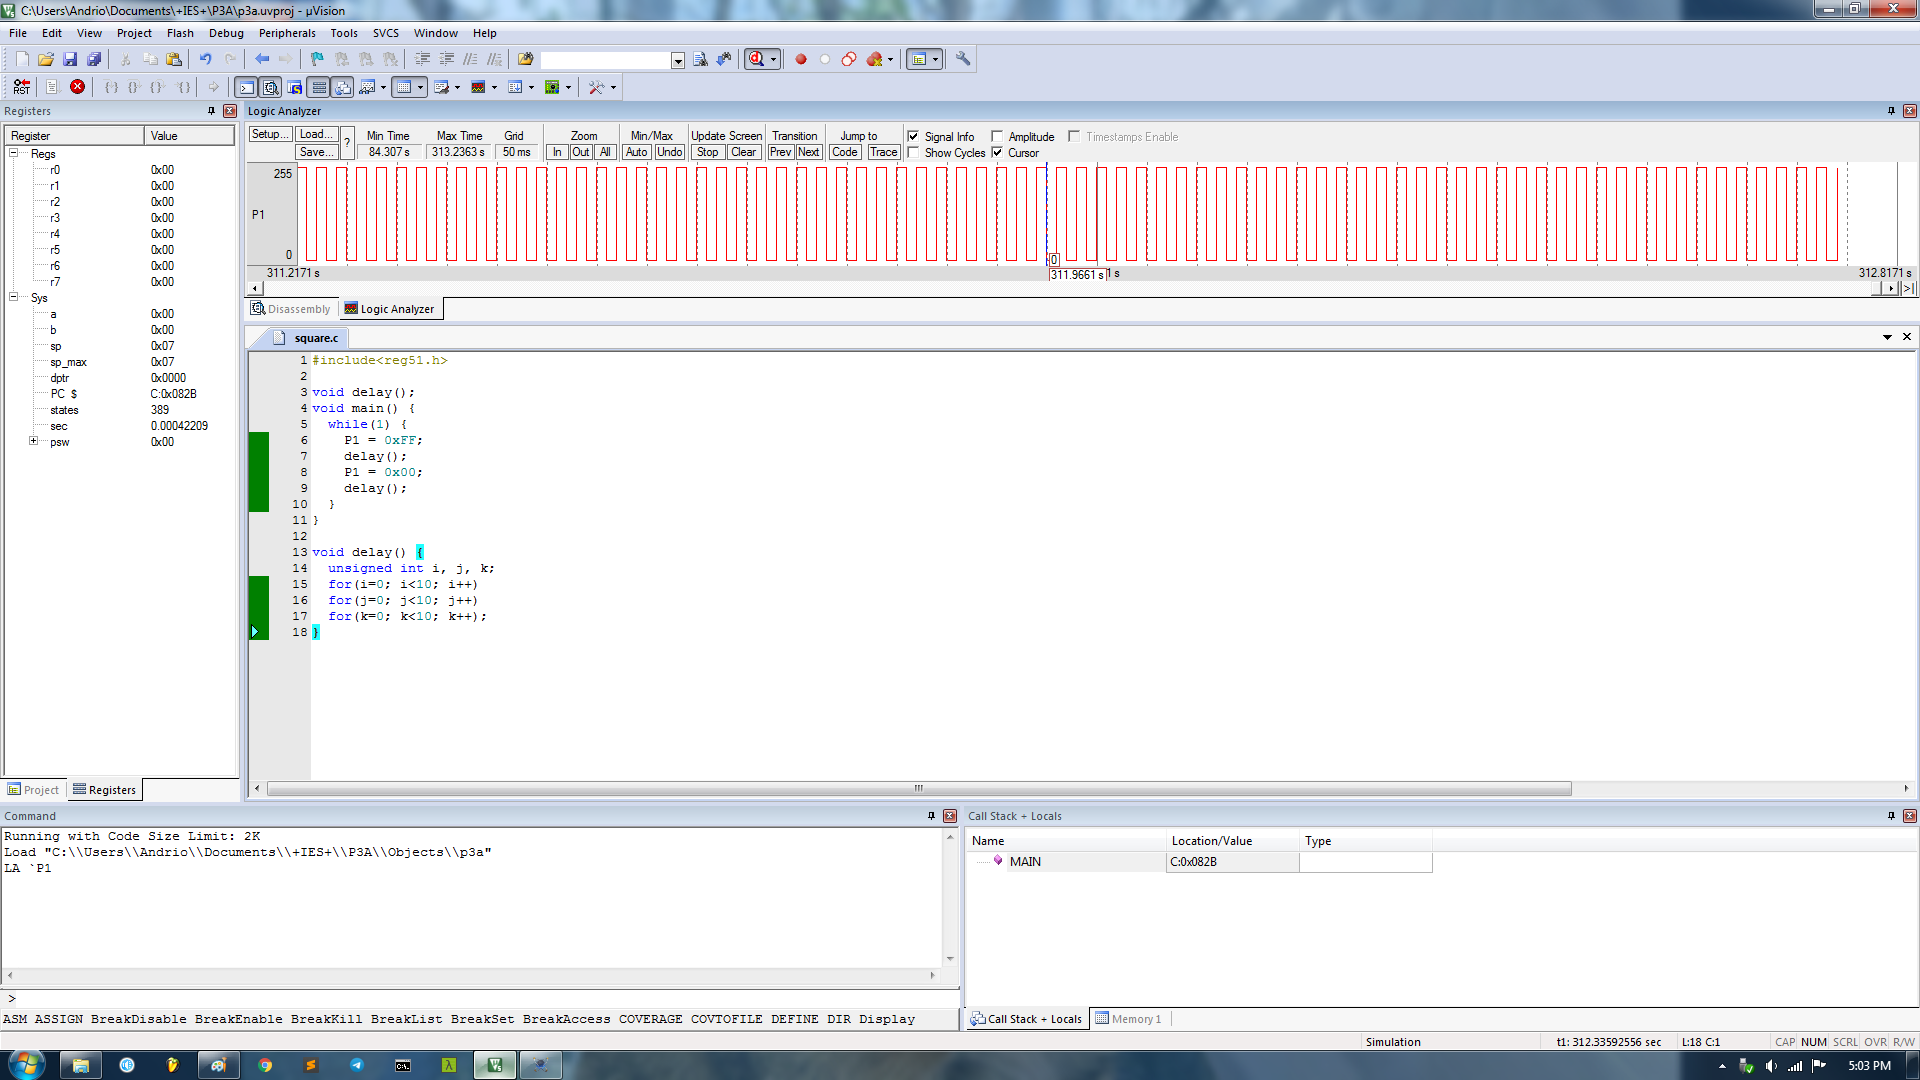 C:\Users\Andrio\Documents\+IES+\P3A\p3a.uvproj - µVision
File Edit View Project Flash Debug Peripherals Tools SVCS Window Help
RST
Registers
Register Value
Regs
r0 0x00
r1 0x00
r2 0x00
r3 0x00
r4 0x00
r5 0x00
r6 0x00
r7 0x00
Sys
a 0x00
b 0x00
sp 0x07
sp_max 0x07
dptr 0x0000
PC $ C:0x082B
states 389
sec 0.00042209
psw 0x00
Project Registers
Logic Analyzer
Setup... Load... ? Min Time Max Time Grid Zoom Min/Max Update Screen Transition Jump to Signal Info Amplitude Timestamps Enable
Save... 84.307 s 313.2363 s 50 ms In Out All Auto Undo Stop Clear Prev Next Code Trace Show Cycles Cursor
255
P1
0
0
311.2171 s 311.9661 s 1 s 312.8171 s
Disassembly Logic Analyzer
square.c
1 #include<reg51.h>
2
3 void delay();
4 void main() {
5 while(1) {
6 P1 = 0xFF;
7 delay();
8 P1 = 0x00;
9 delay();
10 }
11 }
12
13 void delay() {
14 unsigned int i, j, k;
15 for(i=0; i<10; i++)
16 for(j=0; j<10; j++)
17 for(k=0; k<10; k++);
18 }
Command
Running with Code Size Limit: 2K
Load "C:\\Users\\Andrio\\Documents\\+IES+\\P3A\\Objects\\p3a"
LA `P1
>
ASM ASSIGN BreakDisable BreakEnable BreakKill BreakList BreakSet BreakAccess COVERAGE COVTOFILE DEFINE DIR Display
Call Stack + Locals
Name Location/Value Type
MAIN C:0x082B
Call Stack + Locals Memory 1
Simulation t1: 312.33592556 sec L:18 C:1 CAP NUM SCRL OVR R/W
5:03 PM